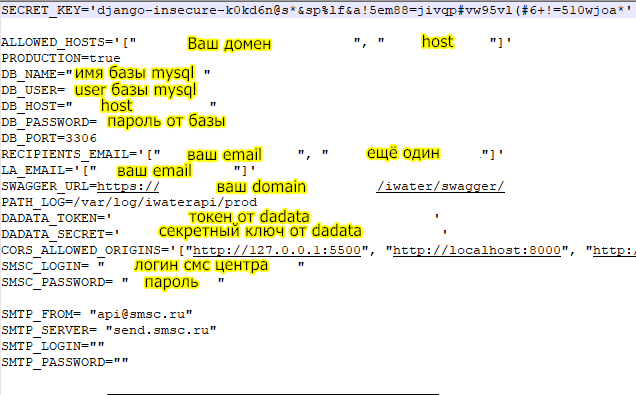 SECRET_KEY='django-insecure-k0kd6n@s*&sp%lf&a!5em88=jivqp#vw95vl(#6+!=510wjoa*'
ALLOWED_HOSTS='[" Ваш домен ", " host "]'
PRODUCTION=true
DB_NAME="имя базы mysql "
DB_USER= user базы mysql
DB_HOST=" host "
DB_PASSWORD= пароль от базы
DB_PORT=3306
RECIPIENTS_EMAIL='[" ваш email ", " ещё один "]'
LA_EMAIL='[" ваш email "]'
SWAGGER_URL=https:// ваш domain /iwater/swagger/
PATH_LOG=/var/log/iwaterapi/prod
DADATA_TOKEN=' токен от dadata '
DADATA_SECRET=' секретный ключ от dadata '
CORS_ALLOWED_ORIGINS='["http://127.0.0.1:5500", "http://localhost:8000", "http:/
SMSC_LOGIN= " логин смс центра "
SMSC_PASSWORD= " пароль "
SMTP_FROM= "api@smsc.ru"
SMTP_SERVER= "send.smsc.ru"
SMTP_LOGIN=""
SMTP_PASSWORD=""